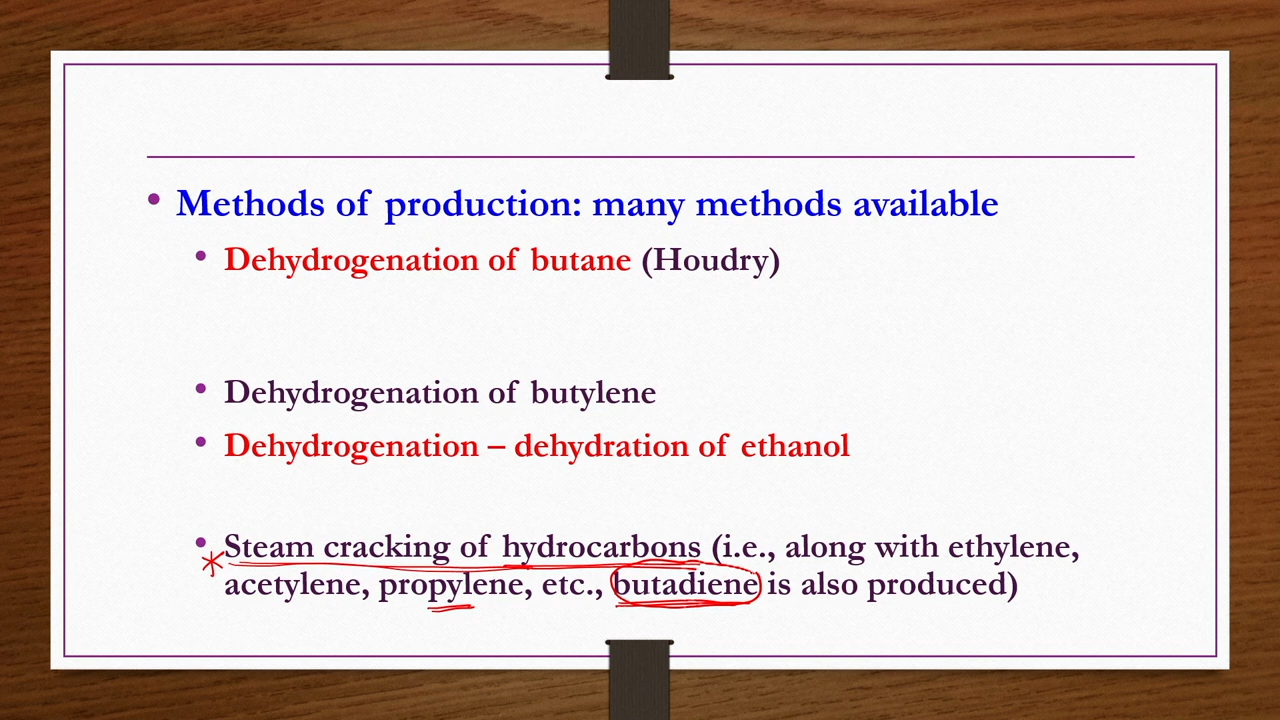 • Methods of production: many methods available
• Dehydrogenation of butane (Houdry)
• Dehydrogenation of butylene
• Dehydrogenation – dehydration of ethanol
• Steam cracking of hydrocarbons (i.e., along with ethylene,
acetylene, propylene, etc., butadiene is also produced)